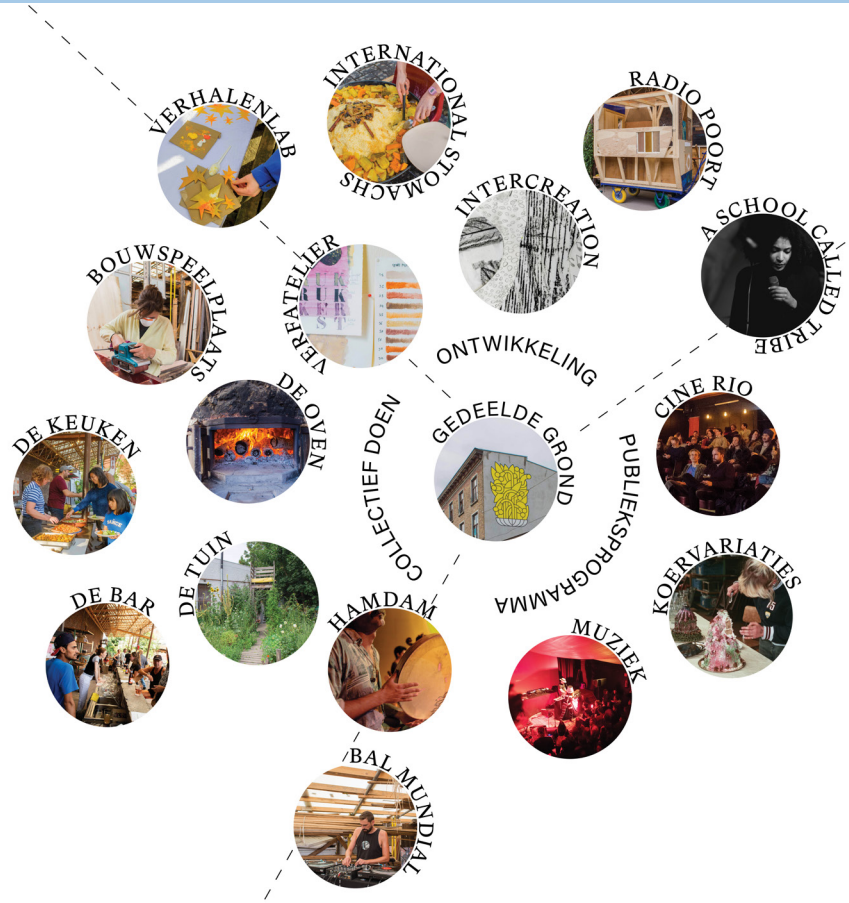 VERHALENLAB
INTERNATIONAL STOMACHS
RADIO POORT
INTERCREATION
A SCHOOL CALLED TRIBE
BOUWSPEELPLAATS
VERFATELIER
ONTWIKKELING
DE OVEN
CINE RIO
DE KEUKEN
COLLECTIEF DOEN
GEDEELDE GROND
PUBLIEKSPROGRAMMA
DE TUIN
KOERVARIATIES
DE BAR
HAMDAM
MUZIEK
BAL MUNDIAL